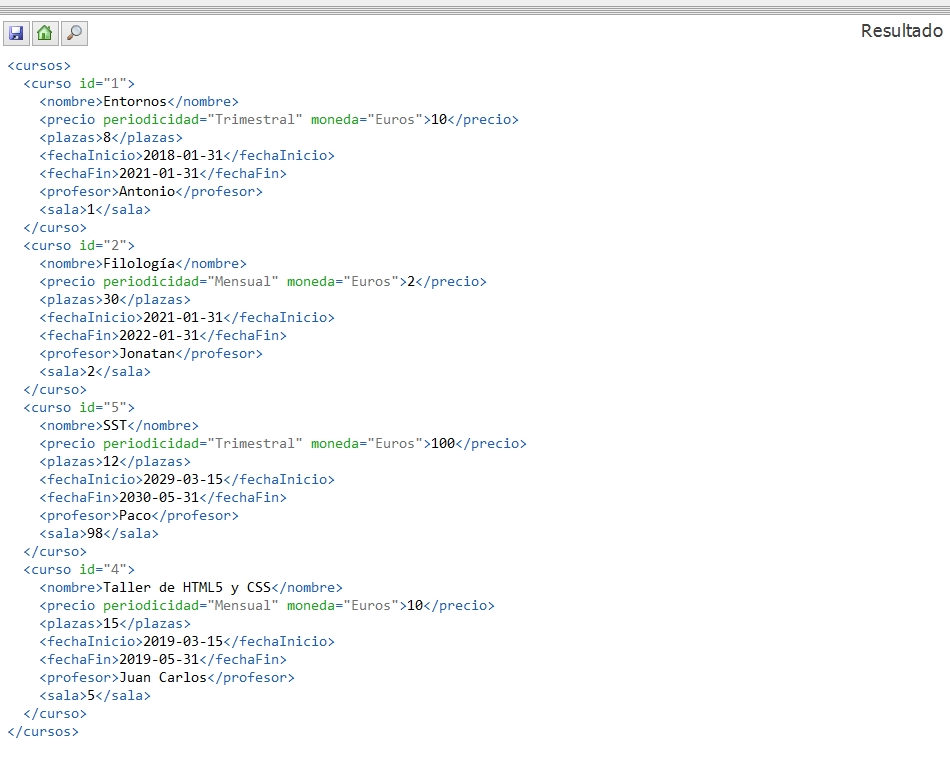 Resultado
<cursos>
<curso id="1">
<nombre>Entornos</nombre>
<precio periodicidad="Trimestral" moneda="Euros">10</precio>
<plazas>8</plazas>
<fechaInicio>2018-01-31</fechaInicio>
<fechaFin>2021-01-31</fechaFin>
<profesor>Antonio</profesor>
<sala>1</sala>
</curso>
<curso id="2">
<nombre>Filología</nombre>
<precio periodicidad="Mensual" moneda="Euros">2</precio>
<plazas>30</plazas>
<fechaInicio>2021-01-31</fechaInicio>
<fechaFin>2022-01-31</fechaFin>
<profesor>Jonatan</profesor>
<sala>2</sala>
</curso>
<curso id="5">
<nombre>SST</nombre>
<precio periodicidad="Trimestral" moneda="Euros">100</precio>
<plazas>12</plazas>
<fechaInicio>2029-03-15</fechaInicio>
<fechaFin>2030-05-31</fechaFin>
<profesor>Paco</profesor>
<sala>98</sala>
</curso>
<curso id="4">
<nombre>Taller de HTML5 y CSS</nombre>
<precio periodicidad="Mensual" moneda="Euros">10</precio>
<plazas>15</plazas>
<fechaInicio>2019-03-15</fechaInicio>
<fechaFin>2019-05-31</fechaFin>
<profesor>Juan Carlos</profesor>
<sala>5</sala>
</curso>
</cursos>